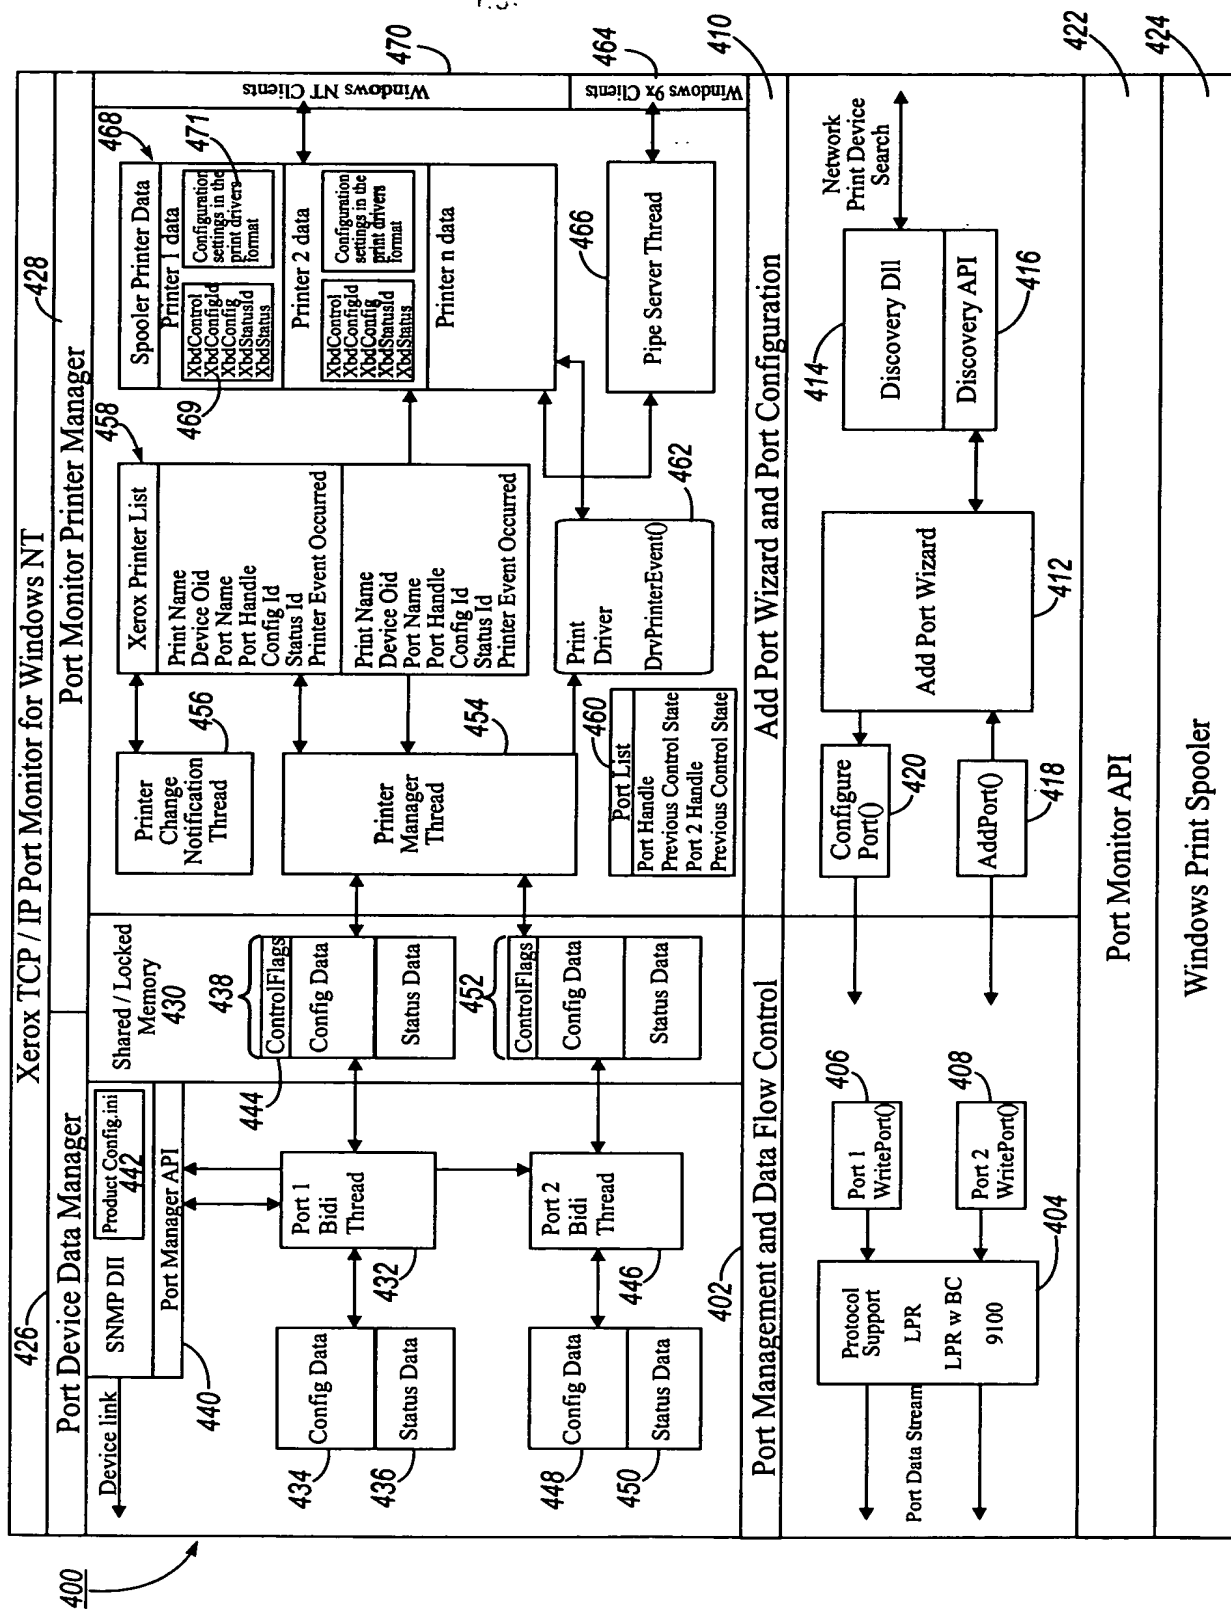 400
Xerox TCP / IP Port Monitor for Windows NT
426
Port Device Data Manager
428
Port Monitor Printer Manager
Device link
SNMP Dll
Product Config.ini
442
Port Manager API
440
Config Data
434
Status Data
436
Port 1
Bidi
Thread
432
Config Data
448
Status Data
450
Port 2
Bidi
Thread
446
Shared / Locked
Memory
430
438
ControlFlags
Config Data
Status Data
444
452
ControlFlags
Config Data
Status Data
Printer
Change
Notification
Thread
456
Printer
Manager
Thread
454
Port List
460
Port Handle
Previous Control State
Port 2 Handle
Previous Control State
Xerox Printer List
458
Print Name
Device Oid
Port Name
Port Handle
Config Id
Status Id
Printer Event Occurred
Print Name
Device Oid
Port Name
Port Handle
Config Id
Status Id
Printer Event Occurred
Print
Driver
DrvPrinterEvent()
462
Spooler Printer Data
468
Printer 1 data
XbdControl
XbdConfigId
XbdConfig
XbdStatusId
XbdStatus
469
Configuration
settings in the
print drivers
format
471
Printer 2 data
XbdControl
XbdConfigId
XbdConfig
XbdStatusId
XbdStatus
Configuration
settings in the
print drivers
format
Printer n data
Pipe Server Thread
466
Windows NT Clients
470
Windows 9x Clients
464
402
Port Management and Data Flow Control
410
Add Port Wizard and Port Configuration
Port Data Stream
Protocol
Support
LPR
LPR w BC
9100
404
Port 1
WritePort()
406
Port 2
WritePort()
408
Configure
Port()
420
AddPort()
418
Add Port Wizard
412
Discovery Dll
414
Discovery API
416
Network
Print Device
Search
Port Monitor API
422
Windows Print Spooler
424